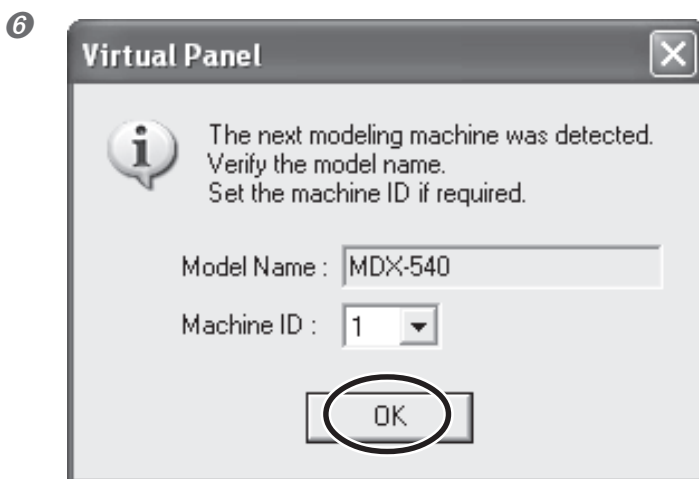 6
Virtual Panel
The next modeling machine was detected.
Verify the model name.
Set the machine ID if required.
Model Name : MDX-540
Machine ID : 1
OK